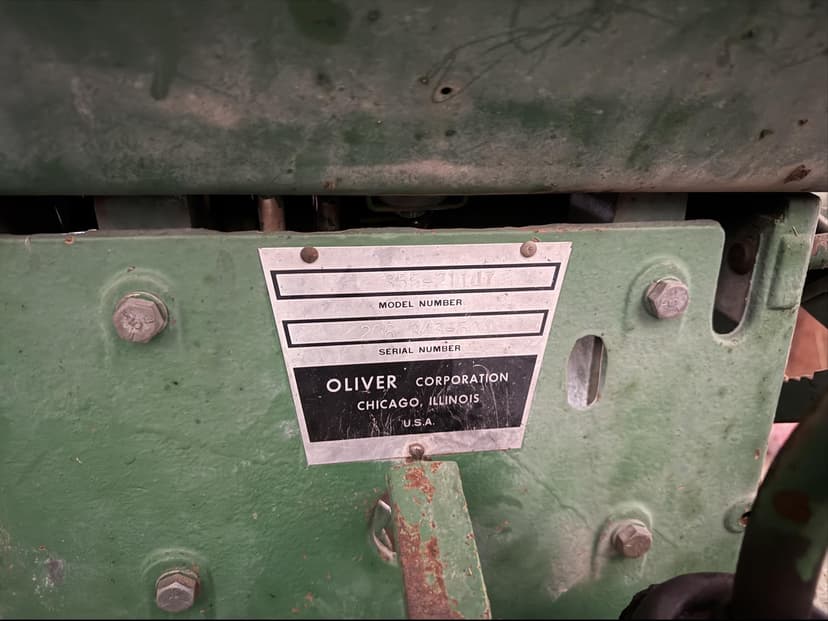 MODEL NUMBER
SERIAL NUMBER
OLIVER CORPORATION
CHICAGO, ILLINOIS
U.S.A.